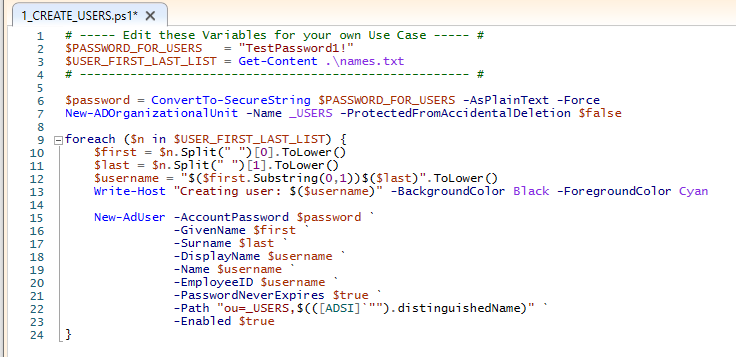 1_CREATE_USERS.ps1* X
1 # ----- Edit these Variables for your own Use Case ----- #
2 $PASSWORD_FOR_USERS   = "TestPassword1!"
3 $USER_FIRST_LAST_LIST = Get-Content .\names.txt
4 # ------------------------------------------------------ #
5
6 $password = ConvertTo-SecureString $PASSWORD_FOR_USERS -AsPlainText -Force
7 New-ADOrganizationalUnit -Name _USERS -ProtectedFromAccidentalDeletion $false
8
9 foreach ($n in $USER_FIRST_LAST_LIST) {
10     $first = $n.Split(" ")[0].ToLower()
11     $last = $n.Split(" ")[1].ToLower()
12     $username = "$($first.Substring(0,1))$($last)".ToLower()
13     Write-Host "Creating user: $($username)" -BackgroundColor Black -ForegroundColor Cyan
14
15     New-AdUser -AccountPassword $password `
16                -GivenName $first `
17                -Surname $last `
18                -DisplayName $username `
19                -Name $username `
20                -EmployeeID $username `
21                -PasswordNeverExpires $true `
22                -Path "ou=_USERS,$(([ADSI]`"").distinguishedName)" `
23                -Enabled $true
24 }